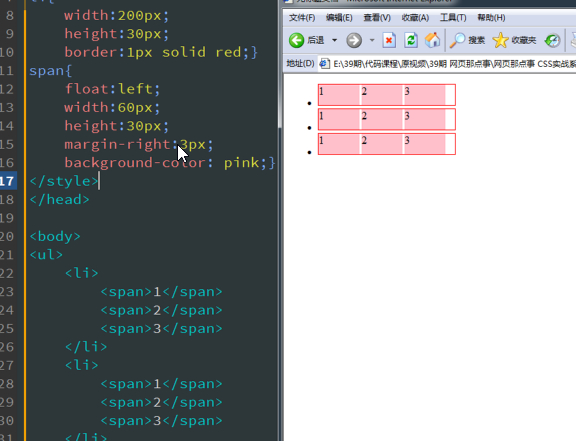 8 width:200px;
9 height:30px;
10 border:1px solid red;}
11 span{
12 float:left;
13 width:60px;
14 height:30px;
15 margin-right:3px;
16 background-color: pink;}
17 </style>
18 </head>
19
20 <body>
21 <ul>
22 <li>
23 <span>1</span>
24 <span>2</span>
25 <span>3</span>
26 </li>
27 <li>
28 <span>1</span>
29 <span>2</span>
30 <span>3</span>
31 </li>
文件(F) 编辑(E) 查看(V) 收藏(A) 工具(T) 帮助(H)
后退 搜索 收藏夹
地址(D) E:\39期\代码课程\原视频\39期 网页那点事\网页那点事 CSS实战系
1 2 3
1 2 3
1 2 3